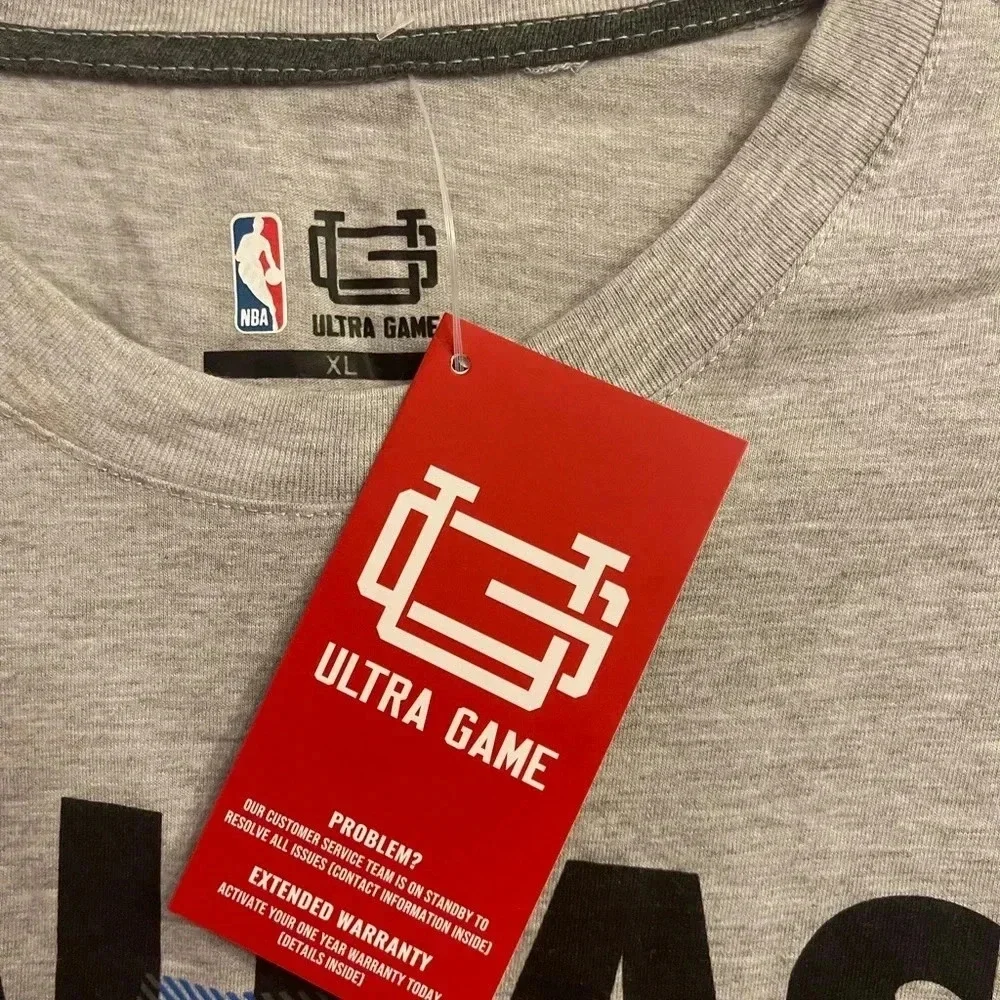 NBA
ULTRA GAME
XL
ULTRA GAME
PROBLEM?
OUR CUSTOMER SERVICE TEAM IS ON STANDBY TO
RESOLVE ALL ISSUES (CONTACT INFORMATION INSIDE)
EXTENDED WARRANTY
ACTIVATE YOUR ONE YEAR WARRANTY TODAY
(DETAILS INSIDE)
AS